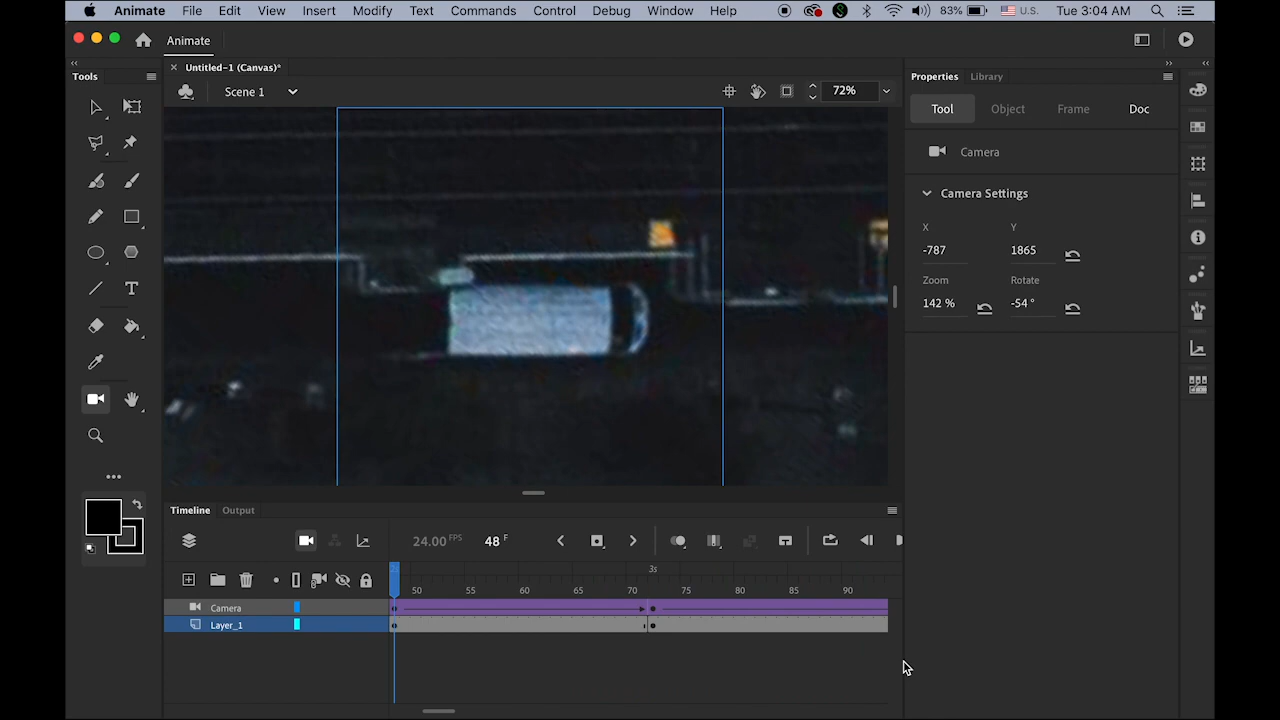 Animate File Edit View Insert Modify Text Commands Control Debug Window Help 83% U.S. Tue 3:04 AM
Animate
Tools
Untitled-1 (Canvas)*
Properties Library
Scene 1
72%
Tool Object Frame Doc
Camera
Camera Settings
X Y
-787 1865
Zoom Rotate
142 % -54 °
Timeline Output
24.00 FPS 48 F
3s
50 55 60 65 70 75 80 85 90
Camera
Layer_1